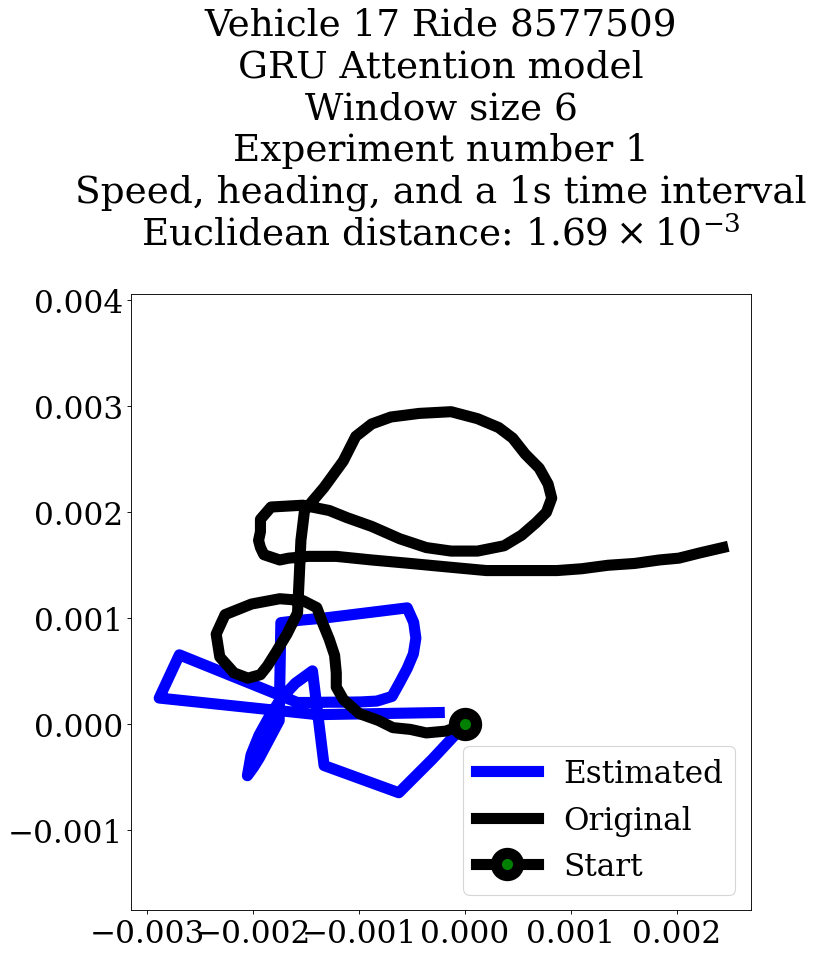 Vehicle 17 Ride 8577509
GRU Attention model
Window size 6
Experiment number 1
Speed, heading, and a 1s time interval
Euclidean distance: 1.69 × 10⁻³
0.004
0.003
0.002
0.001
0.000
−0.001
Estimated
Original
Start
−0.003 −0.002 −0.001 0.000 0.001 0.002